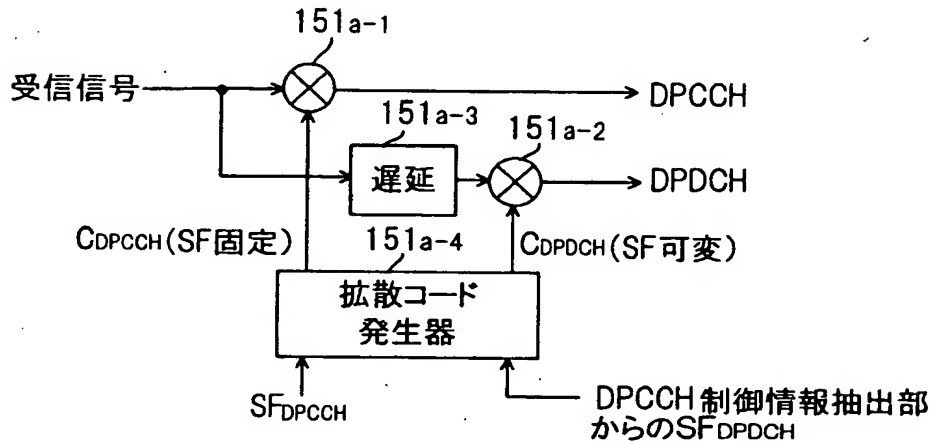 151a-1
受信信号
DPCCH
151a-3
151a-2
遅延
DPDCH
CDPCCH(SF固定)
151a-4
CDPDCH(SF可変)
拡散コード
発生器
SFDPCCH
DPCCH制御情報抽出部
からのSFDPDCH